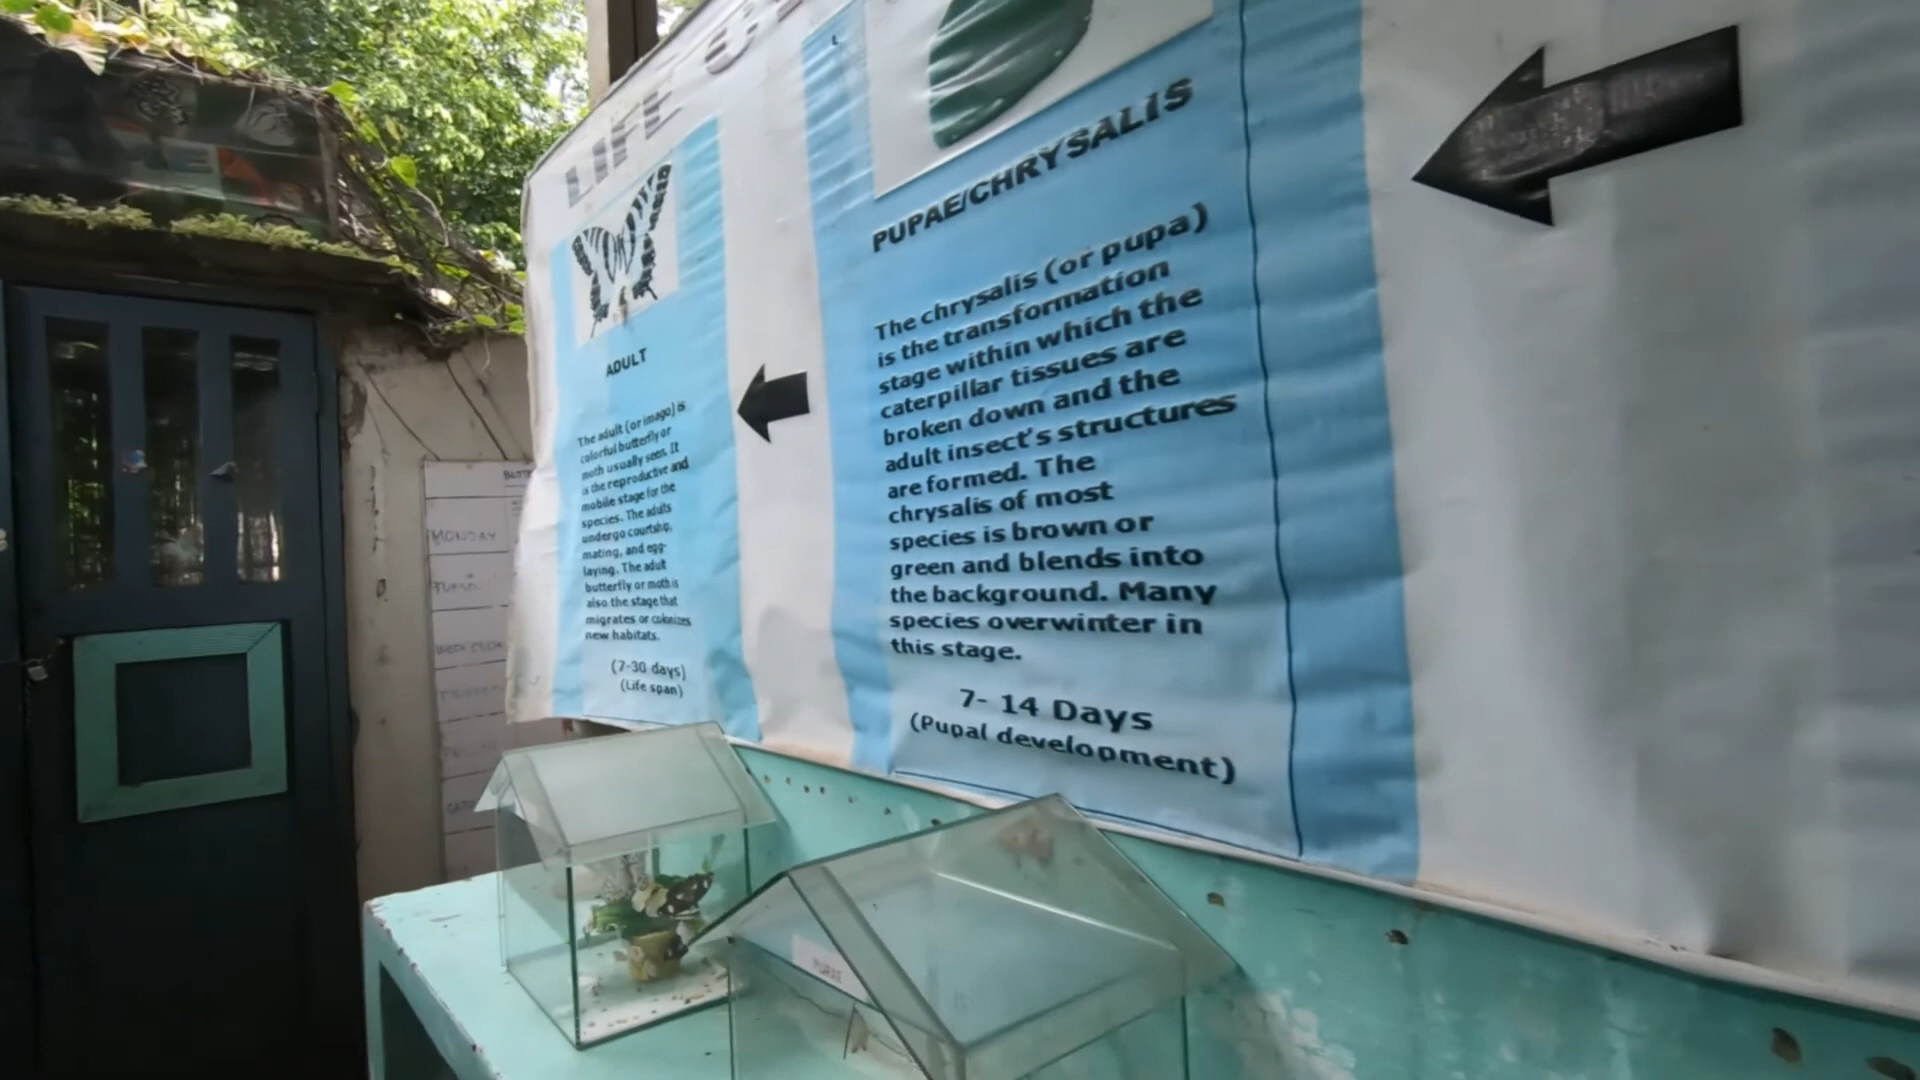 LIFE
ADULT
The adult (or imago) is
colorful butterfly or
moth usually seen. It
is the reproductive and
mobile stage for the
species. The adults
undergo courtship,
mating, and egg-
laying. The adult
butterfly or moth is
also the stage that
migrates or colonizes
new habitats.
(7-30 days)
(Life span)
PUPAE/CHRYSALIS
The chrysalis (or pupa)
is the transformation
stage within which the
caterpillar tissues are
broken down and the
adult insect's structures
are formed. The
chrysalis of most
species is brown or
green and blends into
the background. Many
species overwinter in
this stage.
7- 14 Days
(Pupal development)
MONDAY
PUPAE